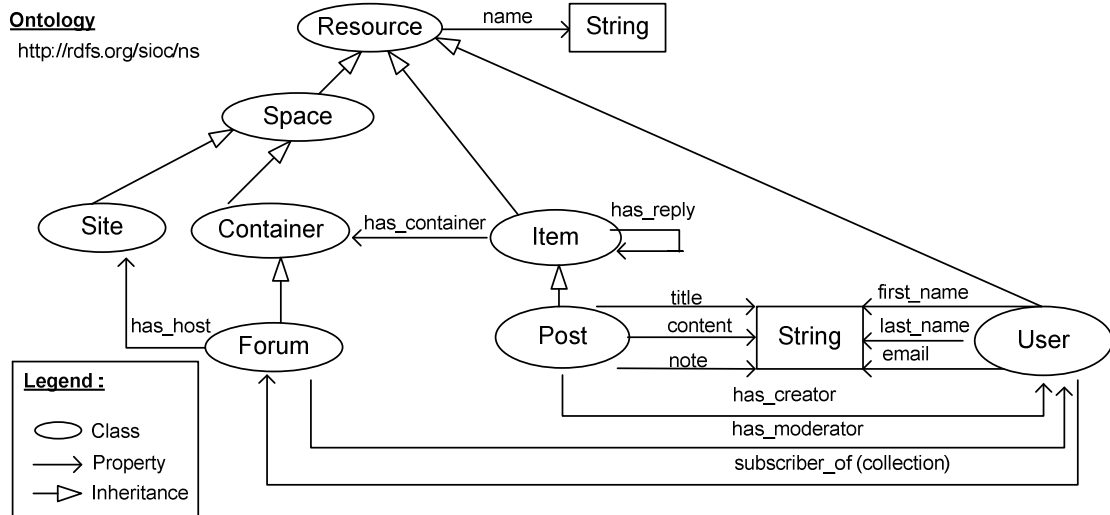 Ontology
http://rdfs.org/sioc/ns
Resource
name
String
Space
Site
Container
has_container
Item
has_reply
has_host
Forum
Post
title
content
note
String
first_name
last_name
email
User
has_creator
has_moderator
subscriber_of (collection)
Legend :
Class
Property
Inheritance